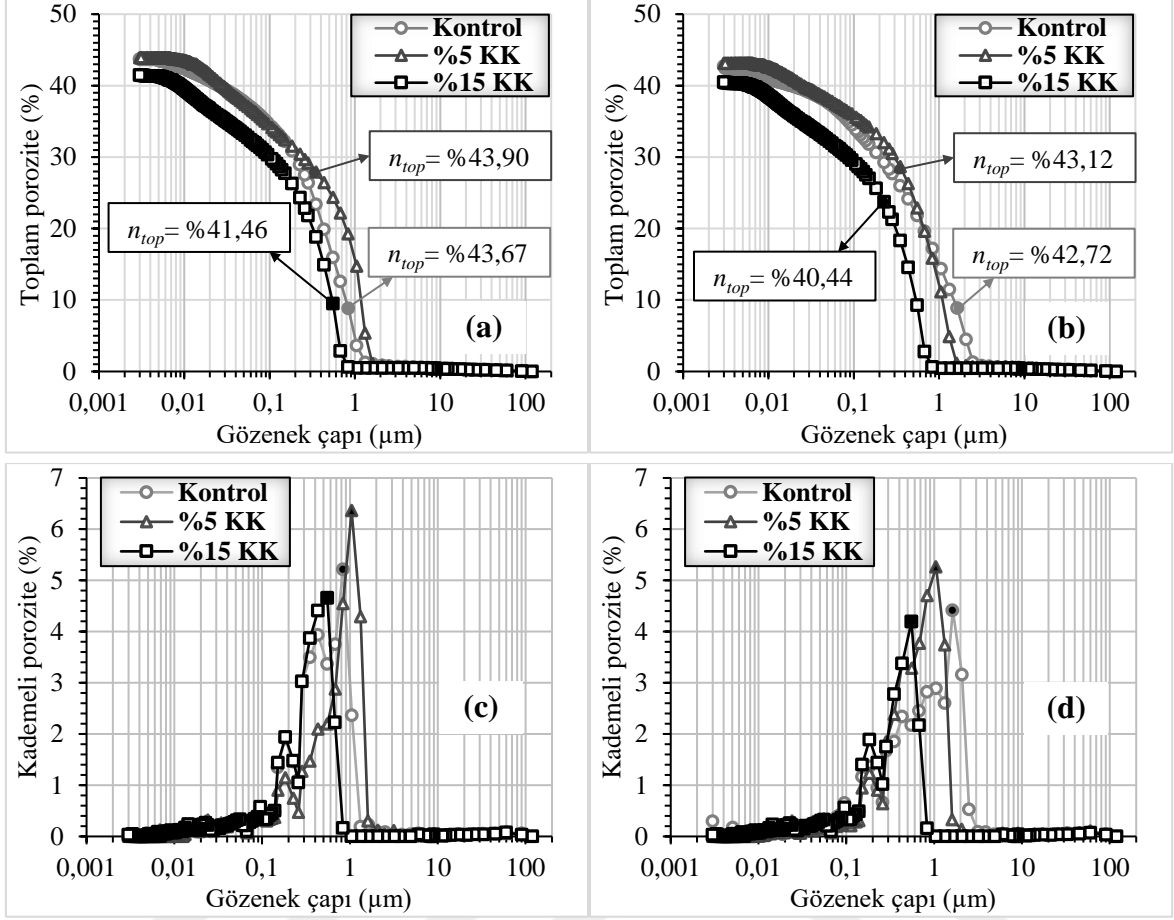 Toplam porozite (%)
50
40
30
20
10
0
Kontrol
%5 KK
%15 KK
n_top= %43,90
n_top= %41,46
n_top= %43,67
(a)
0,001 0,01 0,1 1 10 100
Gözenek çapı (µm)
Toplam porozite (%)
50
40
30
20
10
0
Kontrol
%5 KK
%15 KK
n_top= %43,12
n_top= %40,44
n_top= %42,72
(b)
0,001 0,01 0,1 1 10 100
Gözenek çapı (µm)
Kademeli porozite (%)
7
6
5
4
3
2
1
0
Kontrol
%5 KK
%15 KK
(c)
0,001 0,01 0,1 1 10 100
Gözenek çapı (µm)
Kademeli porozite (%)
7
6
5
4
3
2
1
0
Kontrol
%5 KK
%15 KK
(d)
0,001 0,01 0,1 1 10 100
Gözenek çapı (µm)